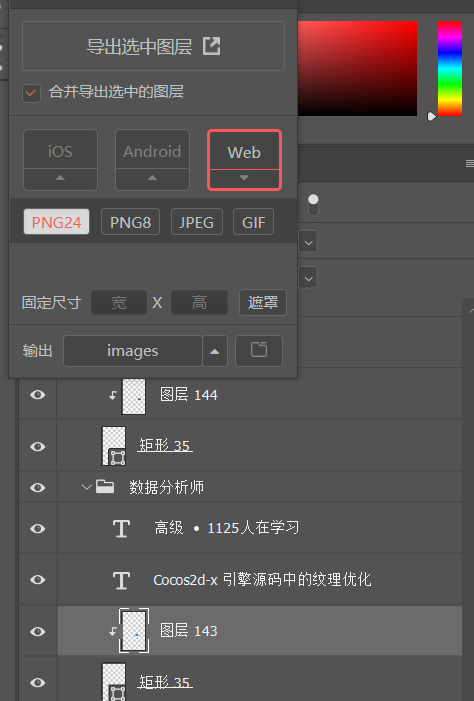 导出选中图层
合并导出选中的图层
iOS Android Web
PNG24 PNG8 JPEG GIF
固定尺寸 宽 X 高 遮罩
输出 images
图层 144
矩形 35
数据分析师
高级 • 1125人在学习
Cocos2d-x 引擎源码中的纹理优化
图层 143
矩形 35